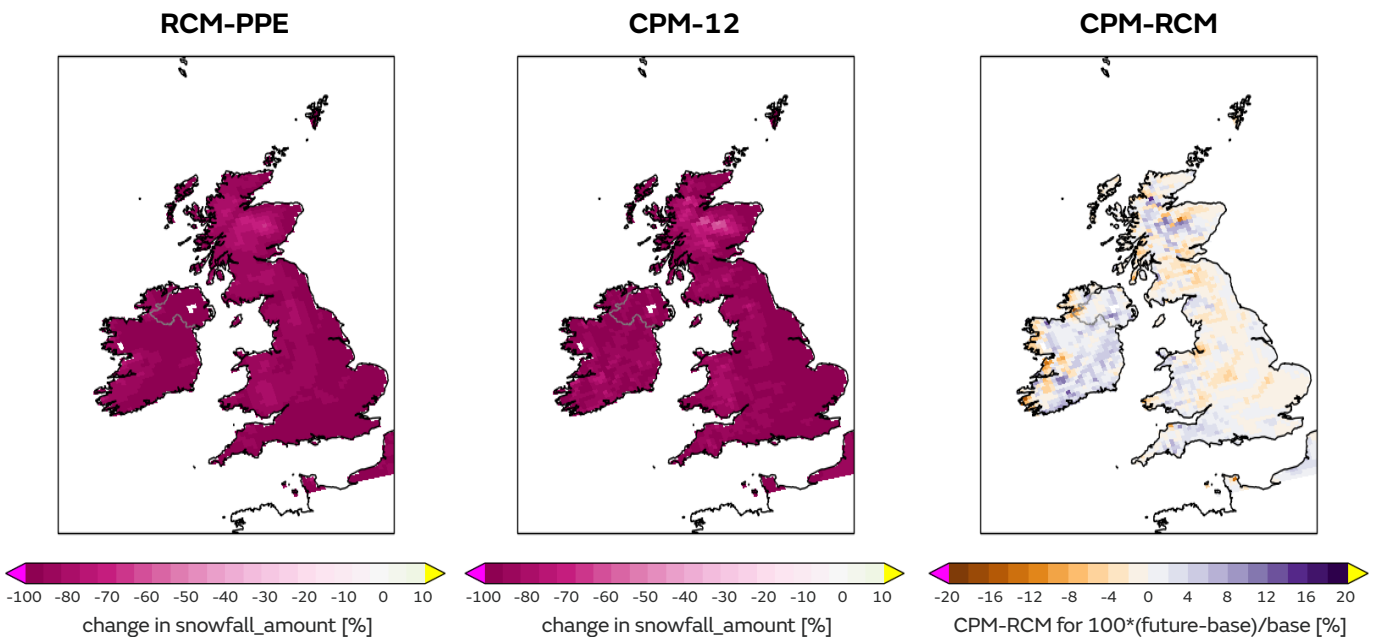 RCM-PPE
CPM-12
CPM-RCM
-100 -80 -70 -60 -50 -40 -30 -20 -10 0 10
-100 -80 -70 -60 -50 -40 -30 -20 -10 0 10
-20 -16 -12 -8 -4 0 4 8 12 16 20
change in snowfall_amount [%]
change in snowfall_amount [%]
CPM-RCM for 100*(future-base)/base [%]